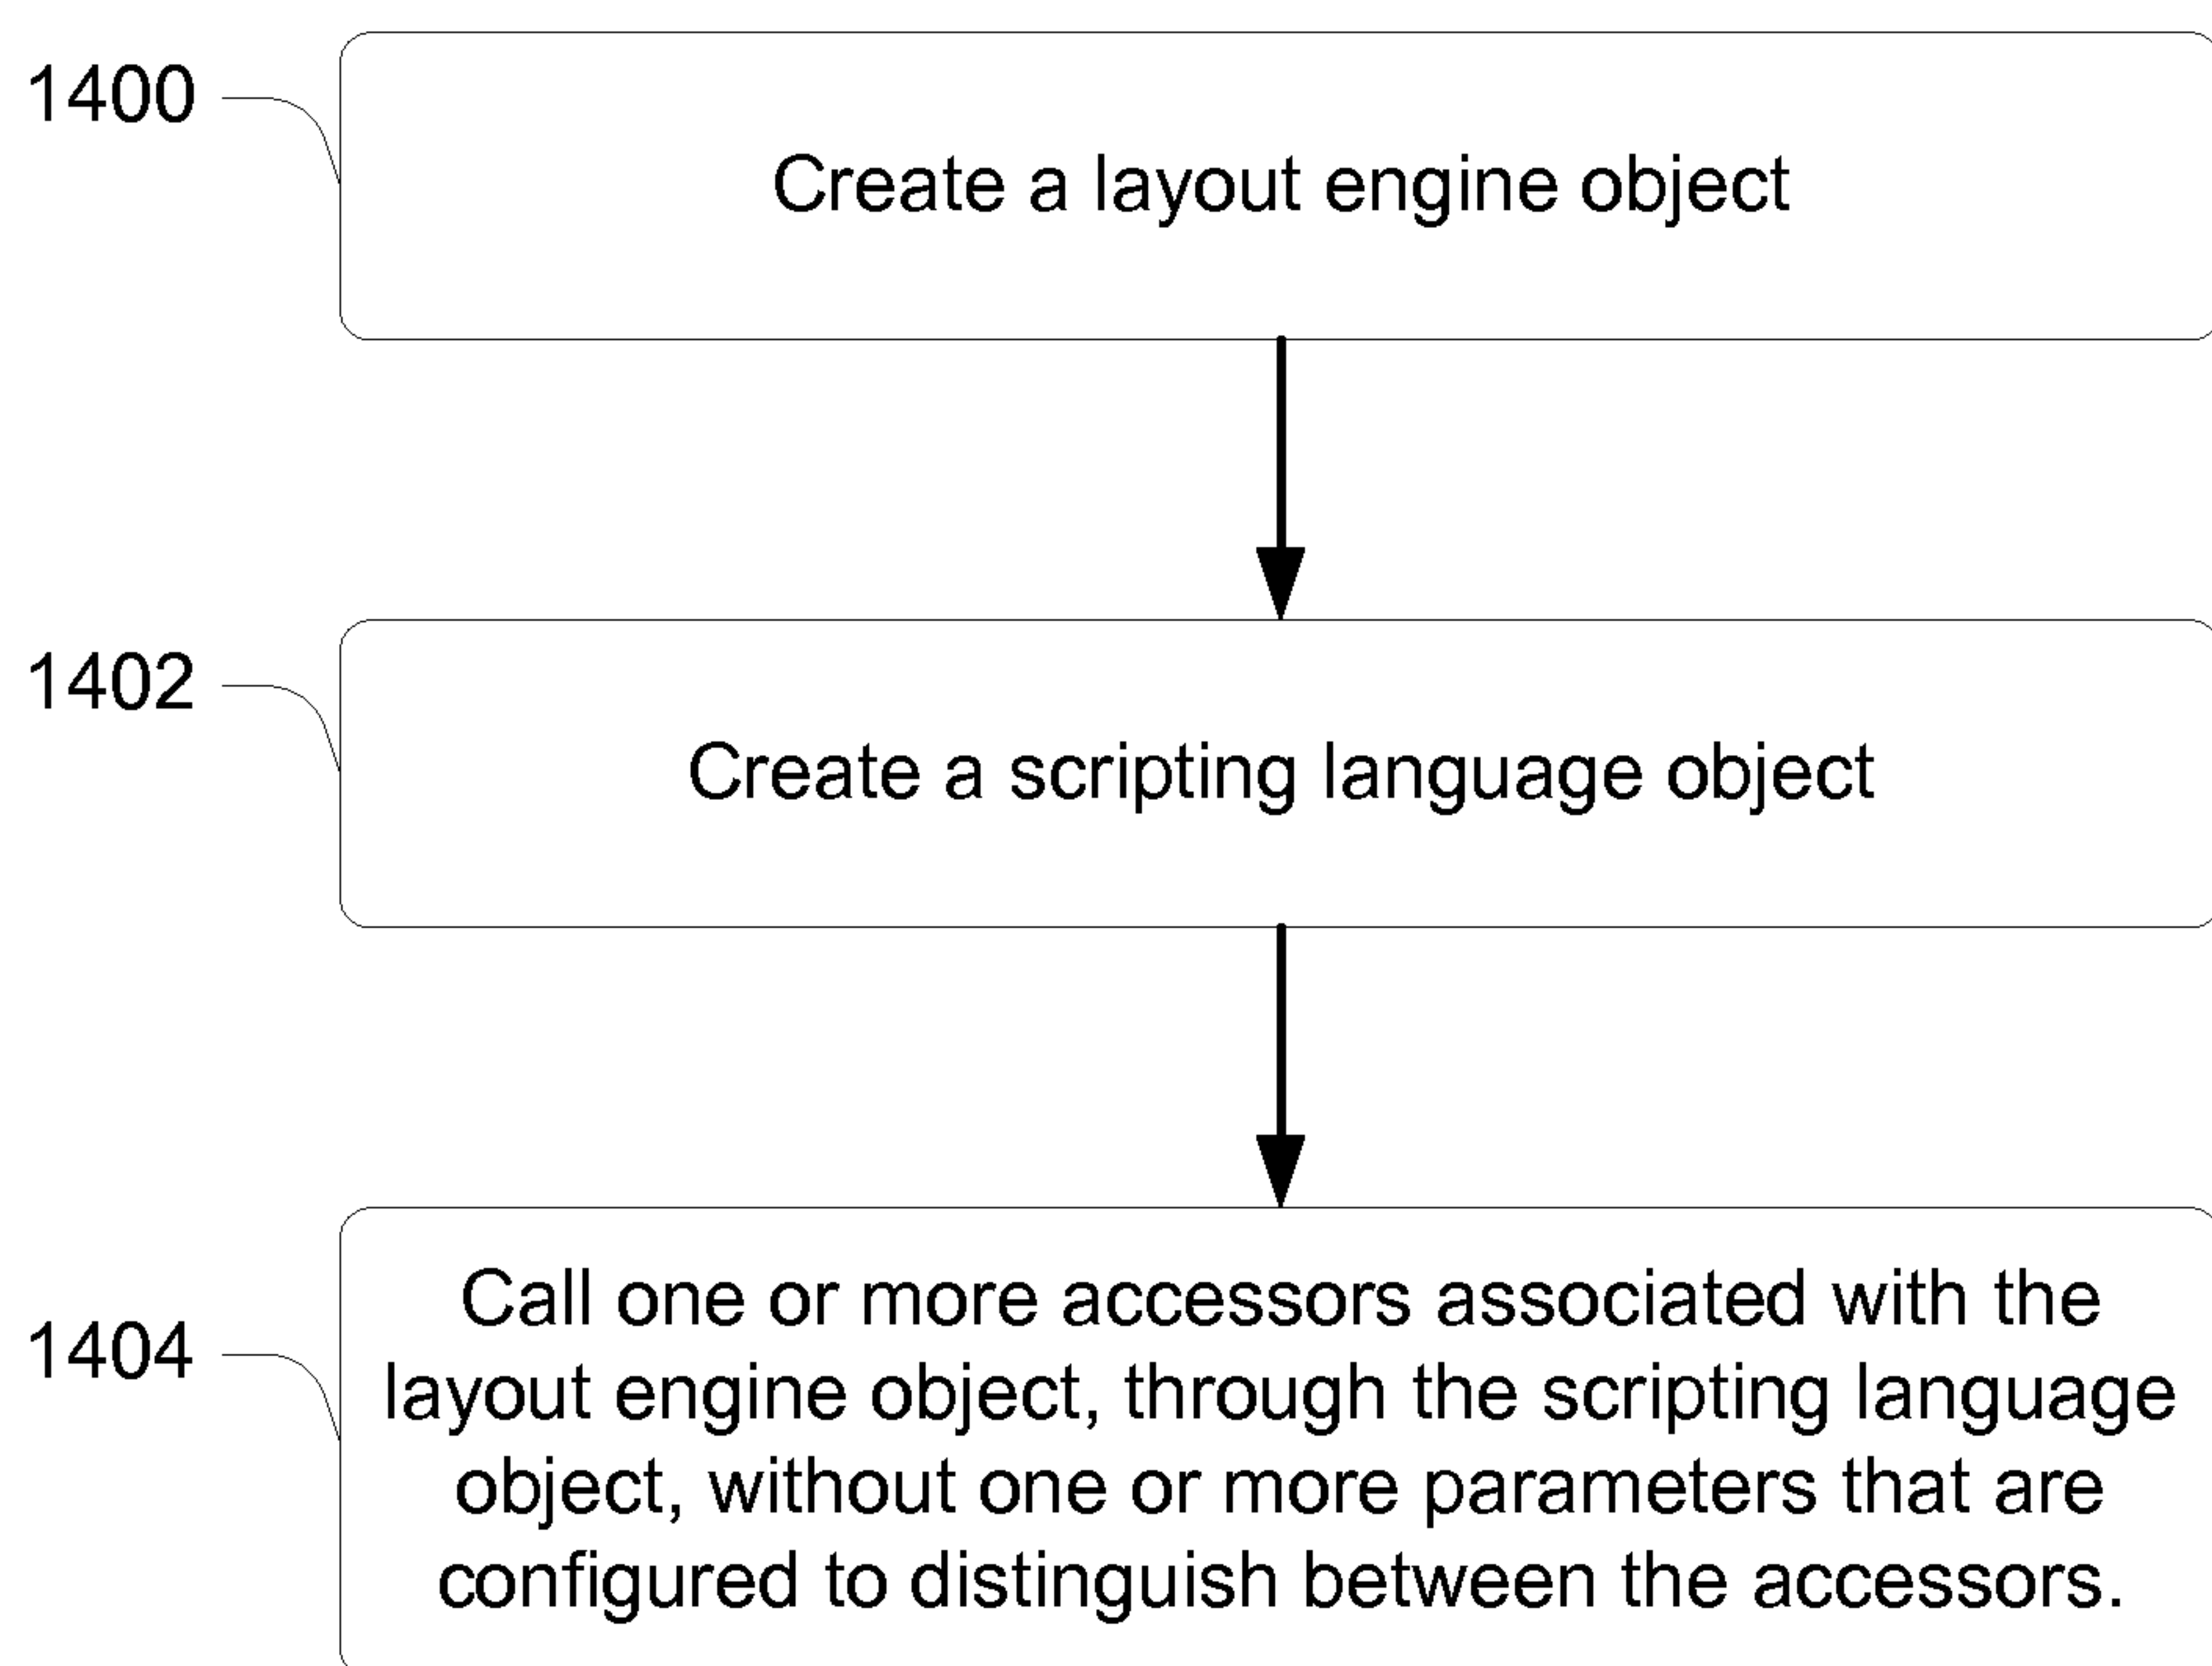 1400
Create a layout engine object
1402
Create a scripting language object
1404
Call one or more accessors associated with the
layout engine object, through the scripting language
object, without one or more parameters that are
configured to distinguish between the accessors.